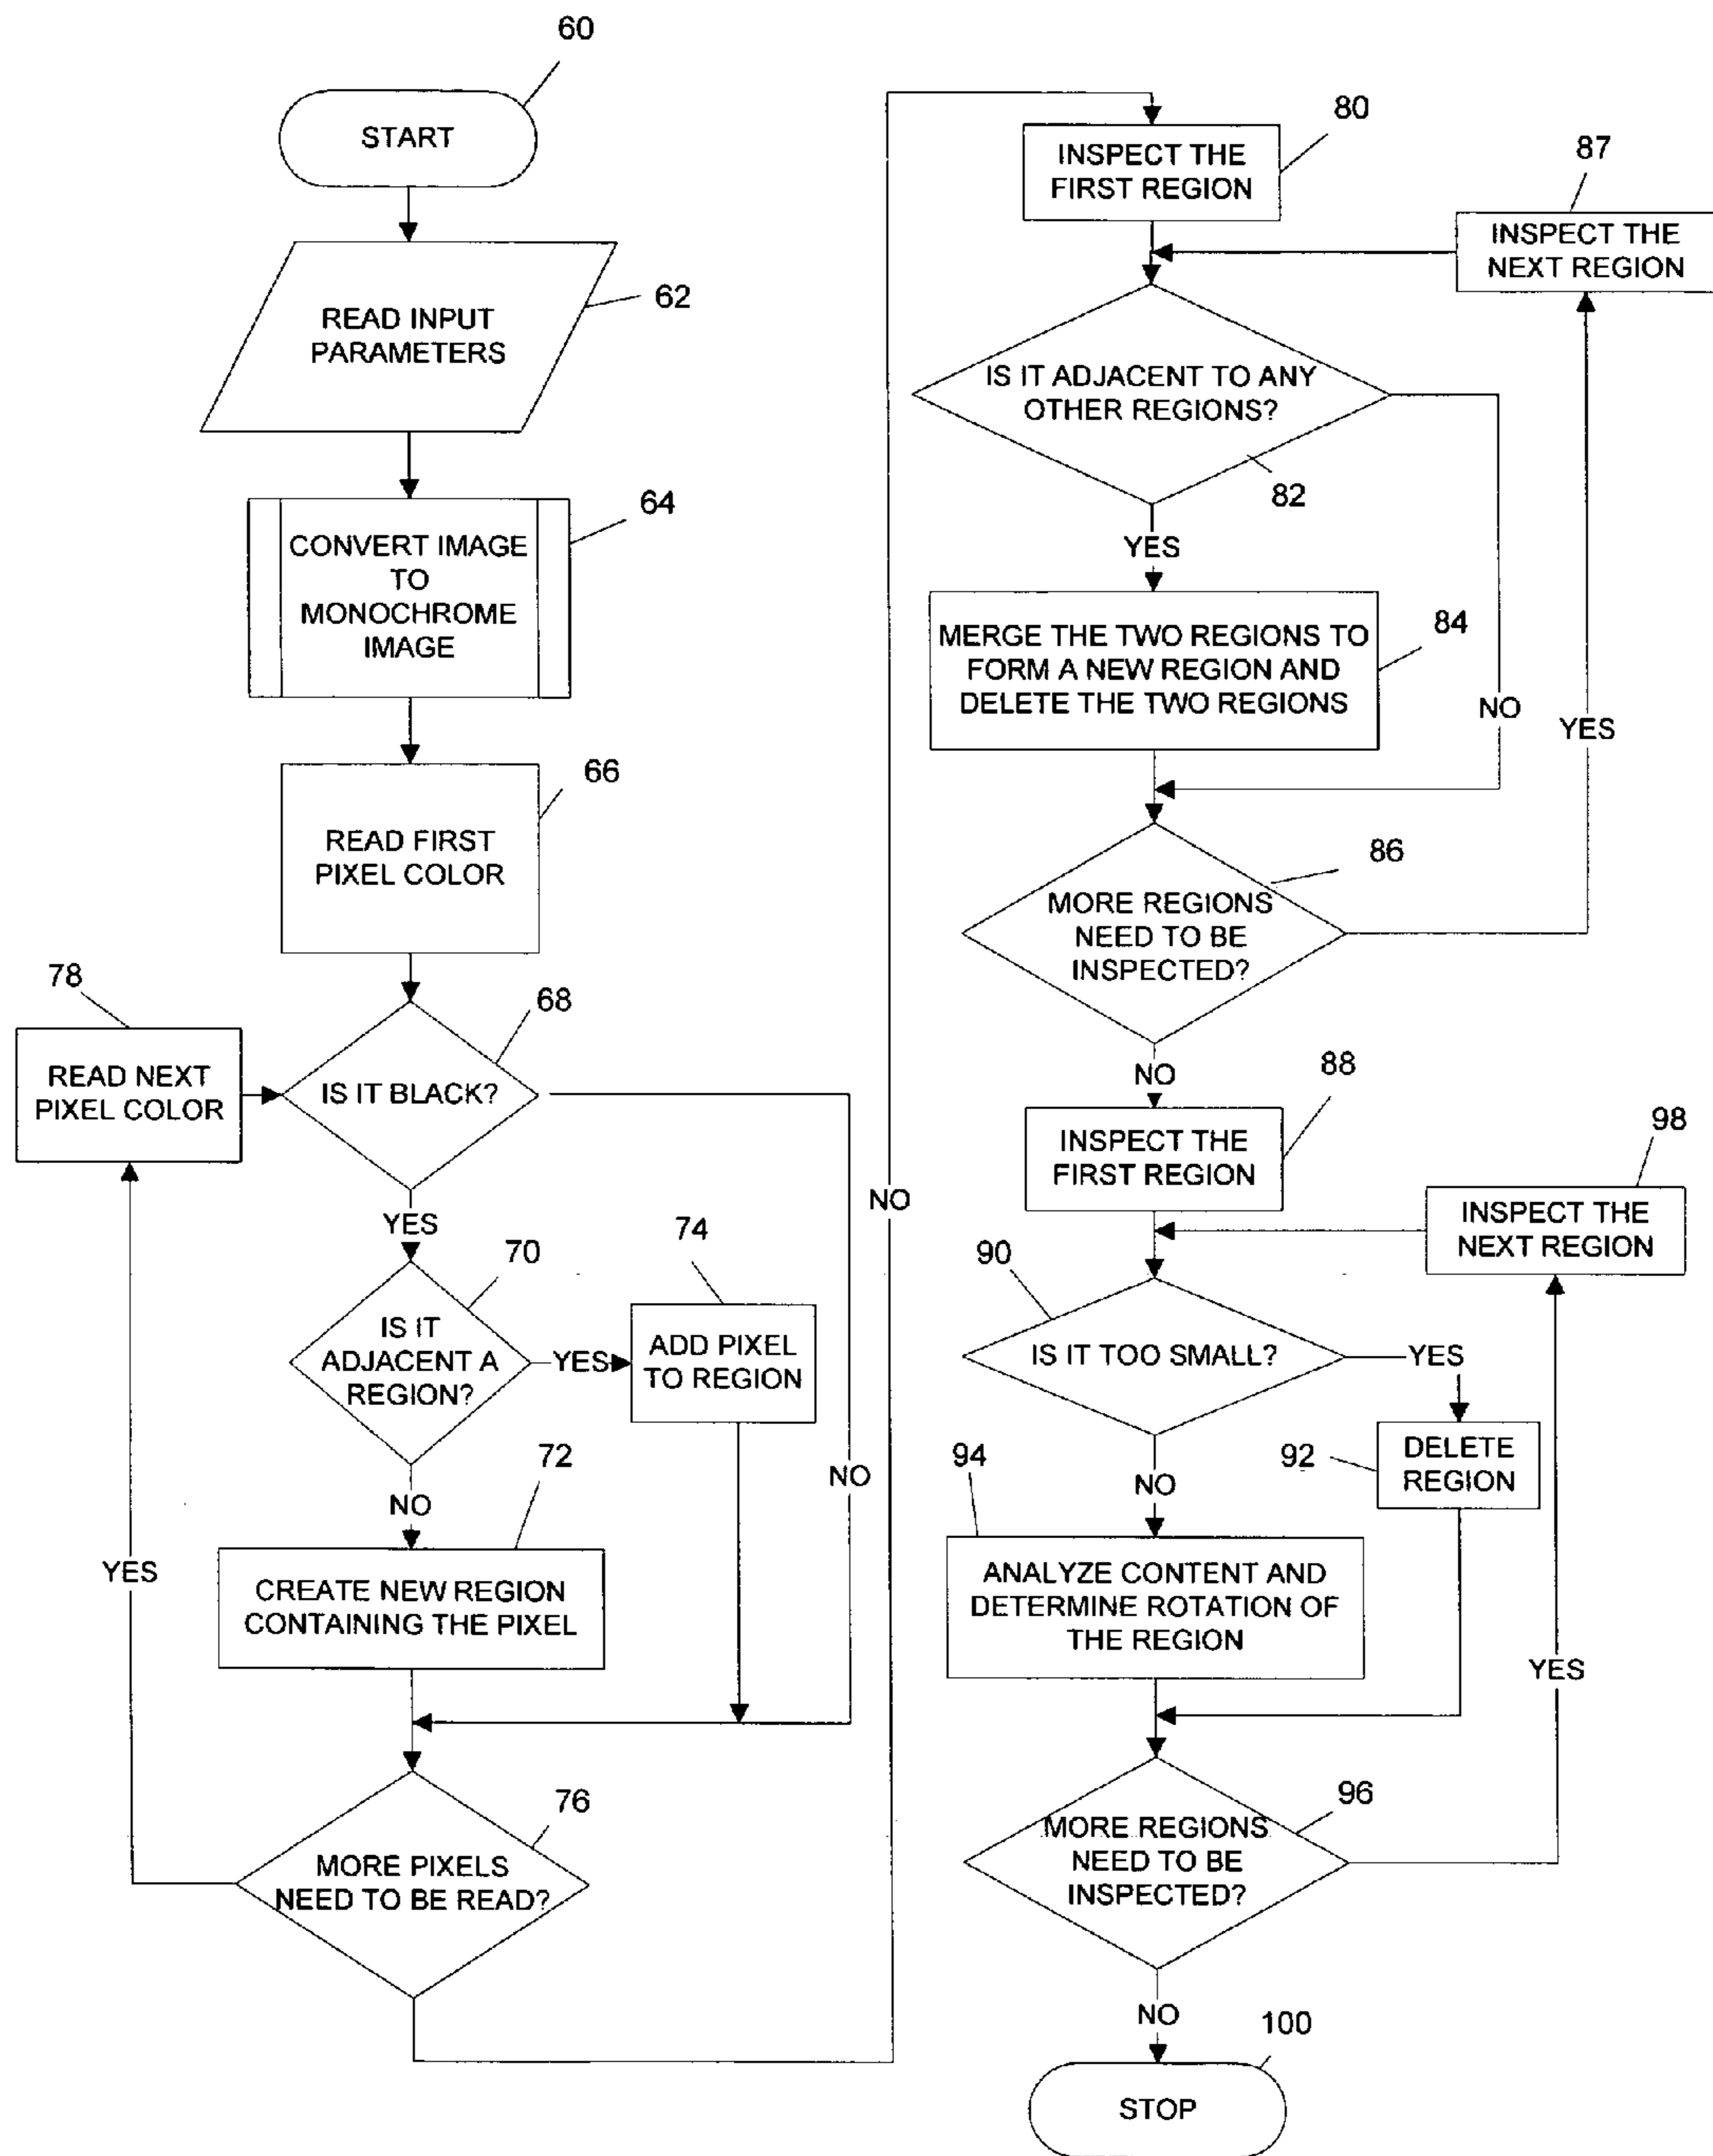 60
START
READ INPUT
PARAMETERS
62
CONVERT IMAGE
TO
MONOCHROME
IMAGE
64
READ FIRST
PIXEL COLOR
66
78
READ NEXT
PIXEL COLOR
68
IS IT BLACK?
YES
NO
70
IS IT
ADJACENT A
REGION?
YES
74
ADD PIXEL
TO REGION
NO
72
CREATE NEW REGION
CONTAINING THE PIXEL
YES
76
MORE PIXELS
NEED TO BE READ?
NO
80
INSPECT THE
FIRST REGION
87
INSPECT THE
NEXT REGION
IS IT ADJACENT TO ANY
OTHER REGIONS?
82
YES
NO
84
MERGE THE TWO REGIONS TO
FORM A NEW REGION AND
DELETE THE TWO REGIONS
YES
86
MORE REGIONS
NEED TO BE
INSPECTED?
NO
88
INSPECT THE
FIRST REGION
98
INSPECT THE
NEXT REGION
90
IS IT TOO SMALL?
YES
92
DELETE
REGION
NO
94
ANALYZE CONTENT AND
DETERMINE ROTATION OF
THE REGION
YES
96
MORE REGIONS
NEED TO BE
INSPECTED?
NO
100
STOP